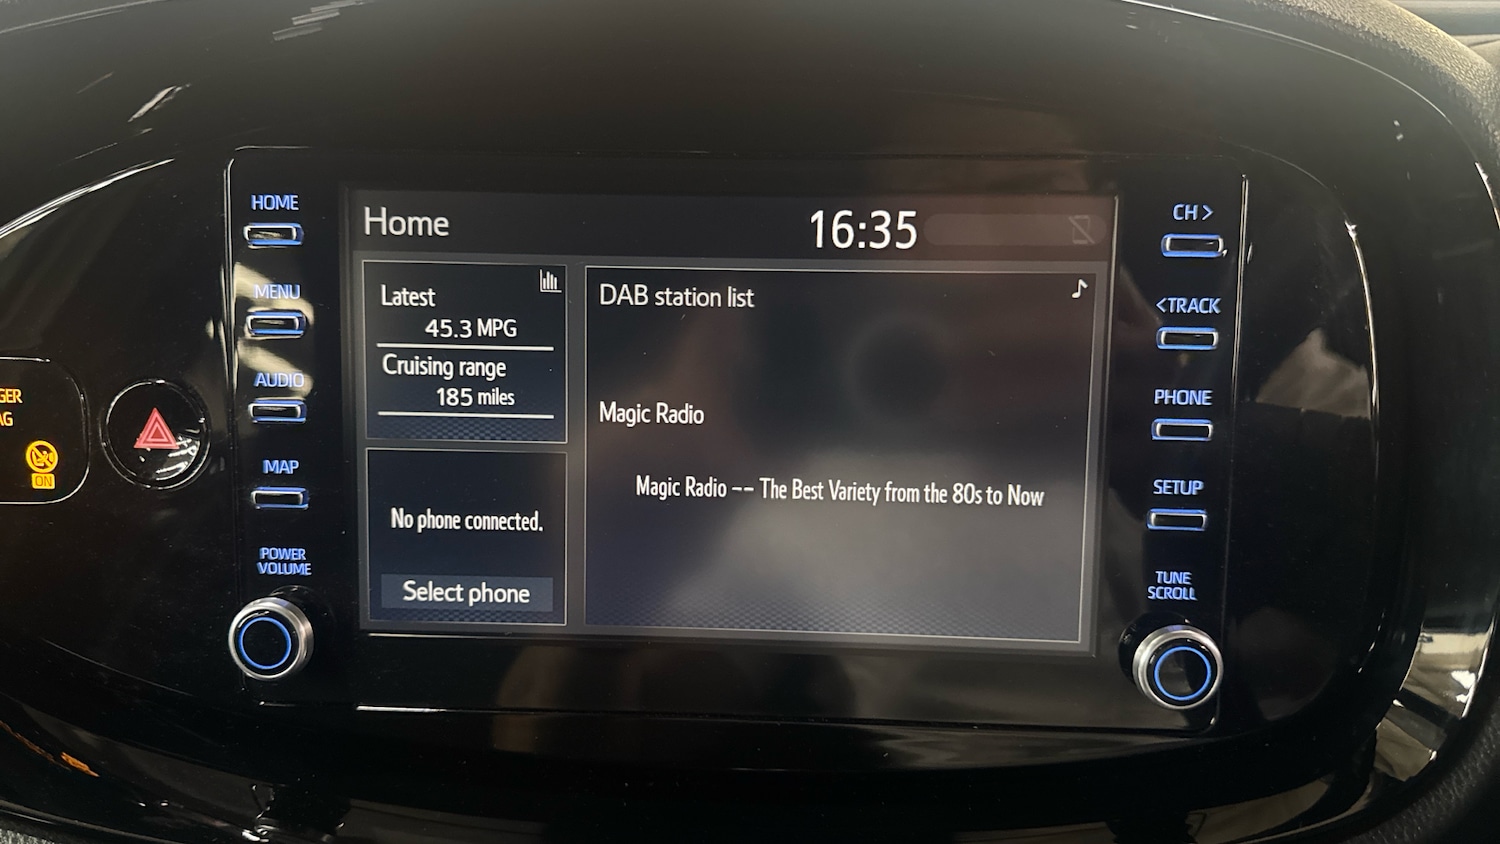 HOME
MENU
AUDIO
MAP
POWER
VOLUME
ON
Home
16:35
Latest
45.3 MPG
Cruising range
185 miles
No phone connected.
Select phone
DAB station list
Magic Radio
Magic Radio -- The Best Variety from the 80s to Now
CH >
<TRACK
PHONE
SETUP
TUNE
SCROLL